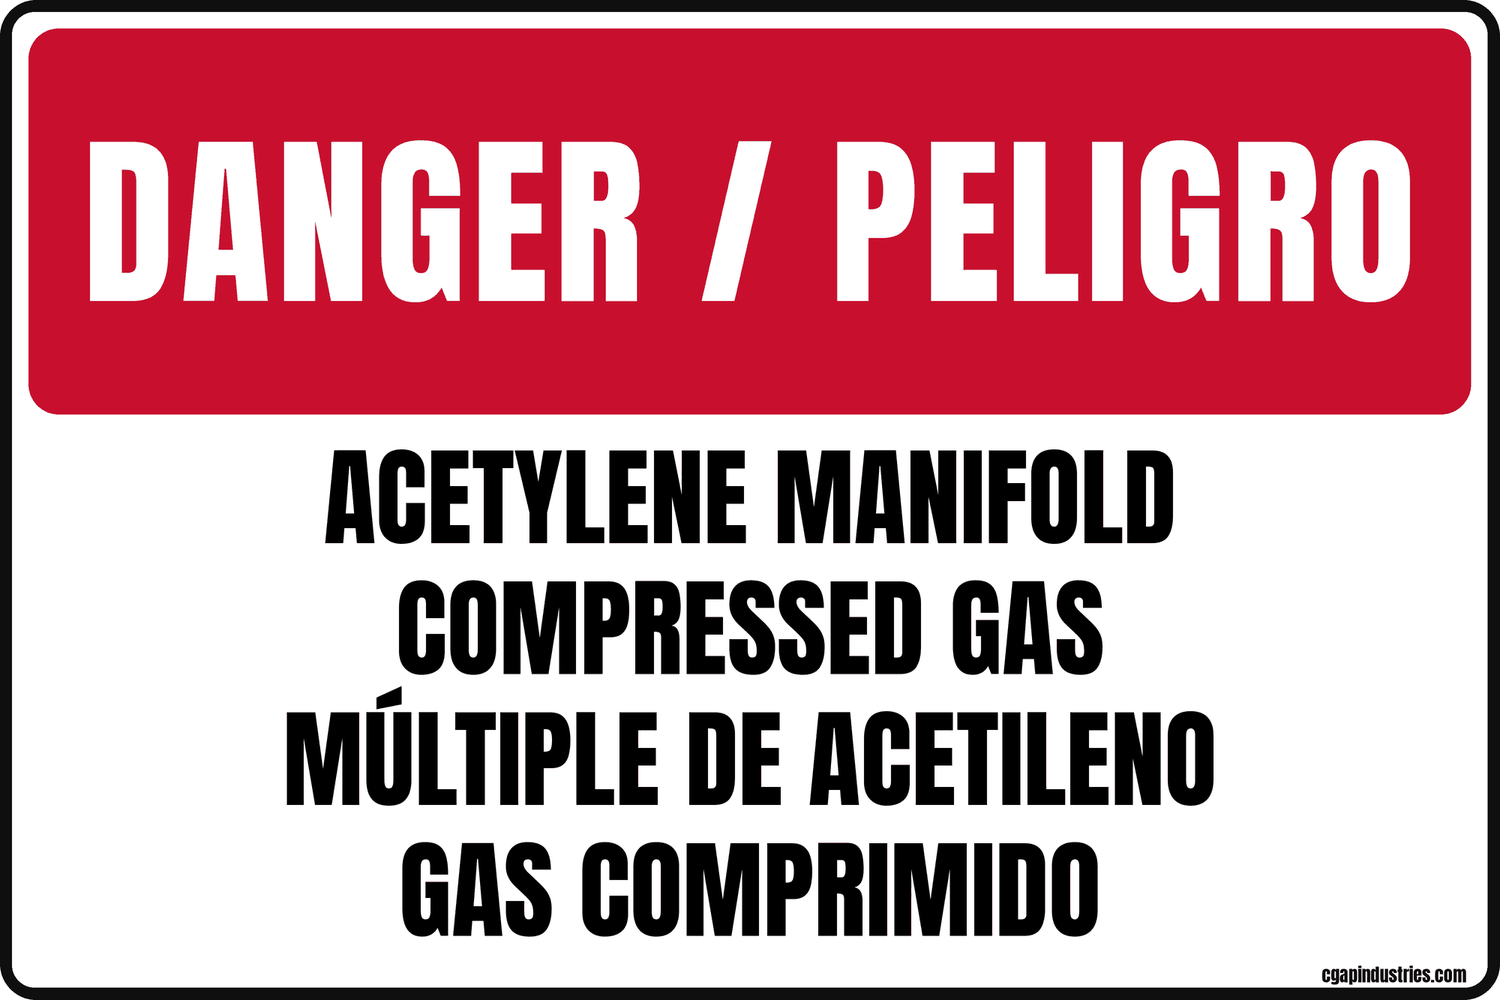 DANGER / PELIGRO
ACETYLENE MANIFOLD
COMPRESSED GAS
MÚLTIPLE DE ACETILENO
GAS COMPRIMIDO
cgapindustries.com